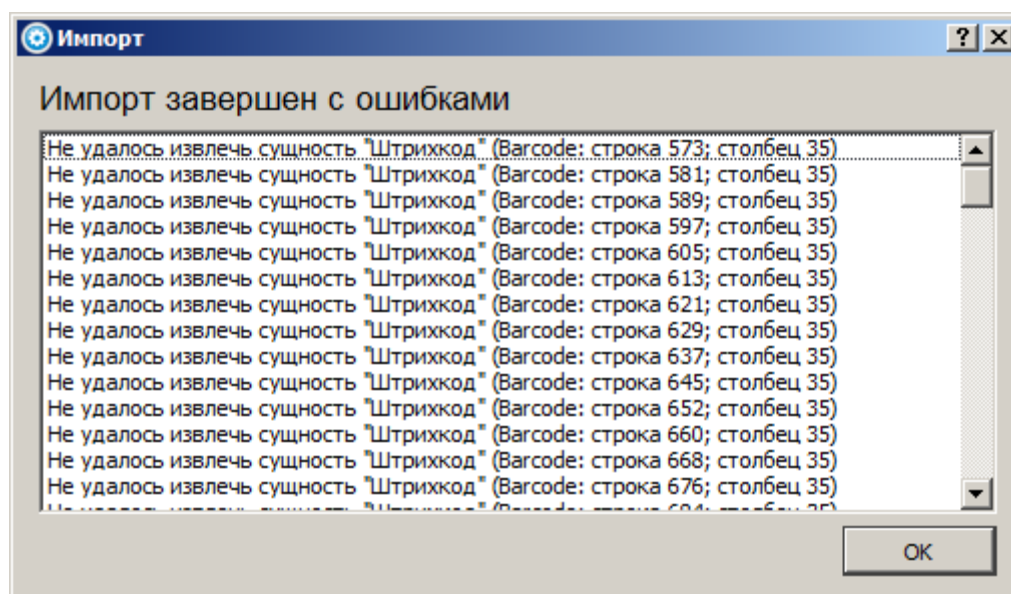 Импорт
Импорт завершен с ошибками
Не удалось извлечь сущность "Штрихкод" (Barcode: строка 573; столбец 35)
Не удалось извлечь сущность "Штрихкод" (Barcode: строка 581; столбец 35)
Не удалось извлечь сущность "Штрихкод" (Barcode: строка 589; столбец 35)
Не удалось извлечь сущность "Штрихкод" (Barcode: строка 597; столбец 35)
Не удалось извлечь сущность "Штрихкод" (Barcode: строка 605; столбец 35)
Не удалось извлечь сущность "Штрихкод" (Barcode: строка 613; столбец 35)
Не удалось извлечь сущность "Штрихкод" (Barcode: строка 621; столбец 35)
Не удалось извлечь сущность "Штрихкод" (Barcode: строка 629; столбец 35)
Не удалось извлечь сущность "Штрихкод" (Barcode: строка 637; столбец 35)
Не удалось извлечь сущность "Штрихкод" (Barcode: строка 645; столбец 35)
Не удалось извлечь сущность "Штрихкод" (Barcode: строка 652; столбец 35)
Не удалось извлечь сущность "Штрихкод" (Barcode: строка 660; столбец 35)
Не удалось извлечь сущность "Штрихкод" (Barcode: строка 668; столбец 35)
Не удалось извлечь сущность "Штрихкод" (Barcode: строка 676; столбец 35)
OK